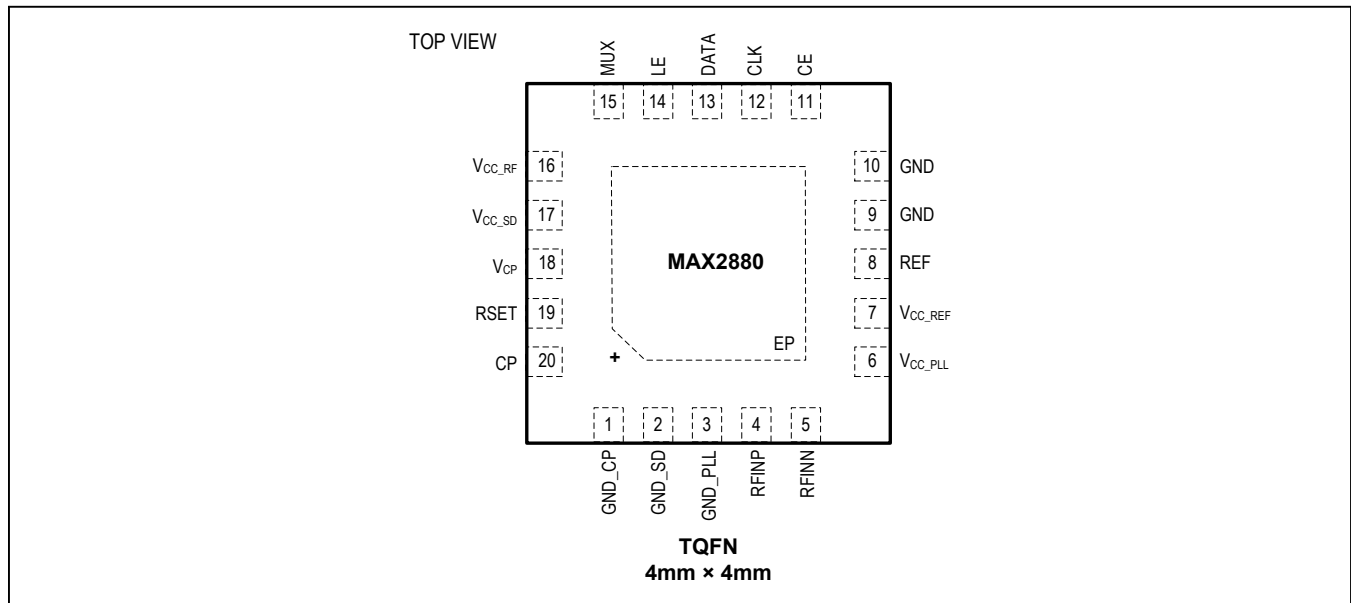 TOP VIEW
MUX LE DATA CLK CE
15 14 13 12 11
VCC_RF 16
10 GND
VCC_SD 17
9 GND
VCP 18
MAX2880
8 REF
RSET 19
7 VCC_REF
EP
CP 20
+
6 VCC_PLL
1 2 3 4 5
GND_CP GND_SD GND_PLL RFINP RFINN
TQFN
4mm × 4mm